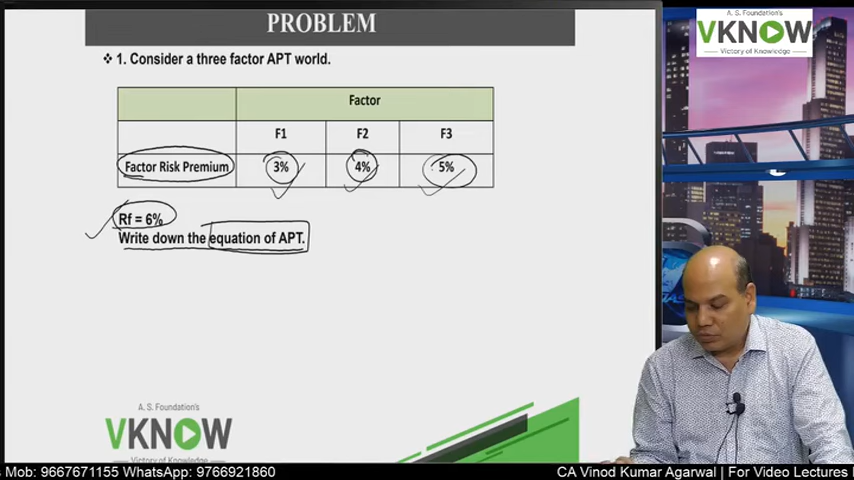 PROBLEM
A. S. Foundation's
VKNOW
Victory of Knowledge
❖ 1. Consider a three factor APT world.
Factor
F1 F2 F3
Factor Risk Premium 3% 4% 5%
Rf = 6%
Write down the equation of APT.
A. S. Foundation's
VKNOW
Victory of Knowledge
s Mob: 9667671155 WhatsApp: 9766921860
CA Vinod Kumar Agarwal | For Video Lectures